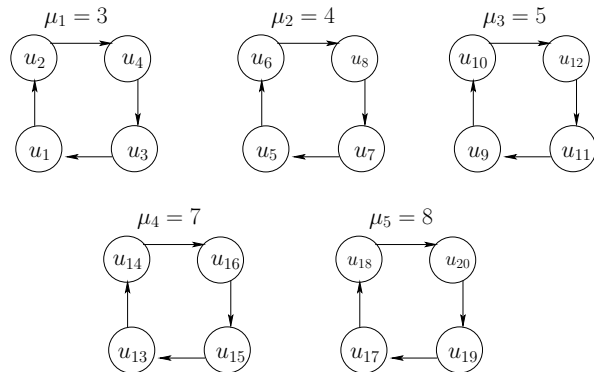 μ₁ = 3 μ₂ = 4 μ₃ = 5
u₂ u₄ u₆ u₈ u₁₀ u₁₂
u₁ u₃ u₅ u₇ u₉ u₁₁
μ₄ = 7 μ₅ = 8
u₁₄ u₁₆ u₁₈ u₂₀
u₁₃ u₁₅ u₁₇ u₁₉